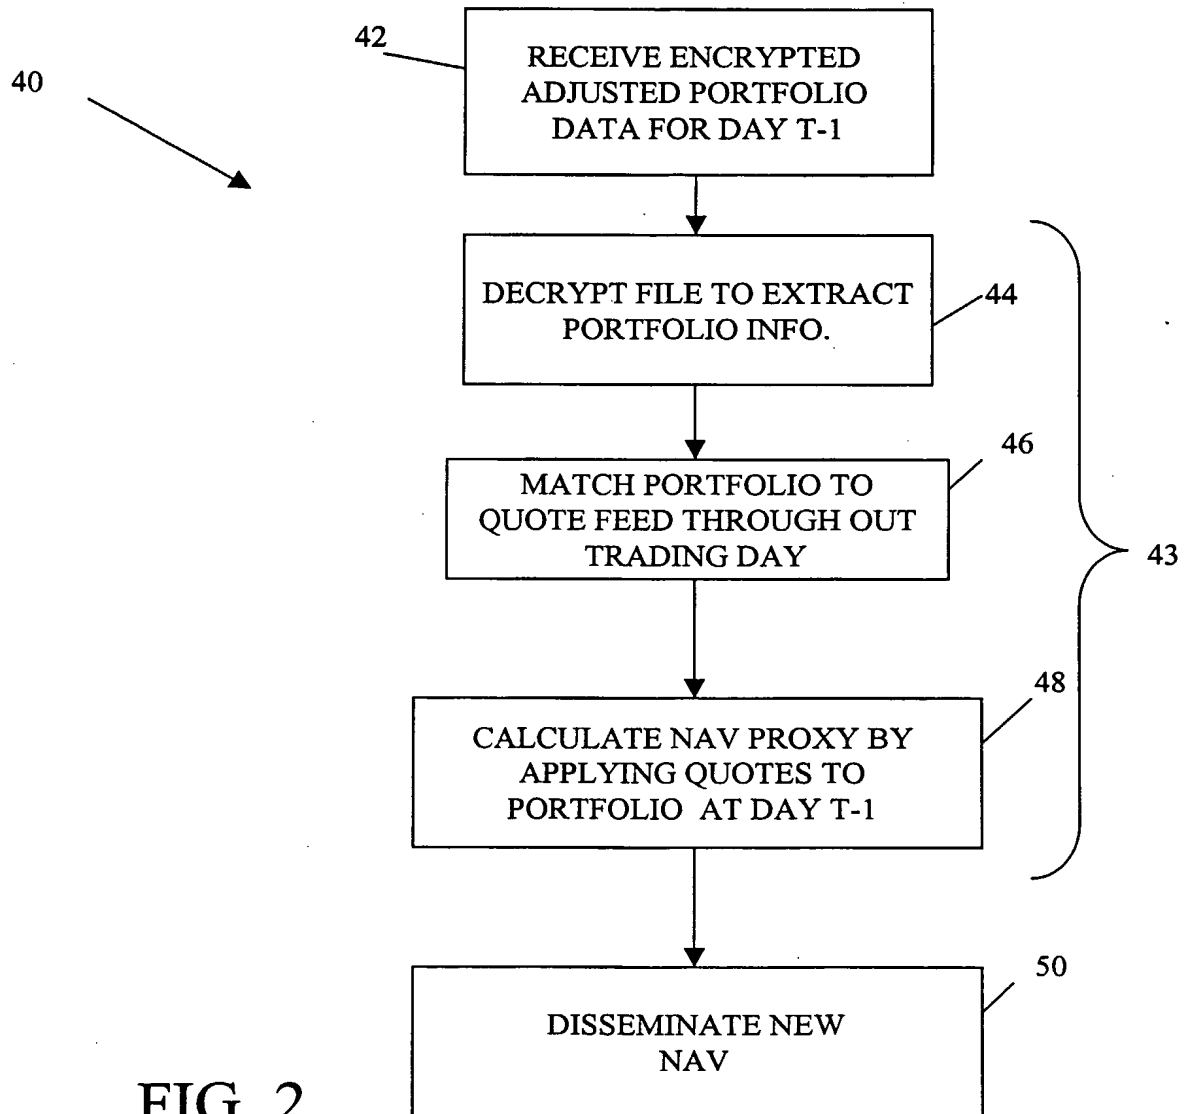 42
RECEIVE ENCRYPTED
ADJUSTED PORTFOLIO
DATA FOR DAY T-1
40
DECRYPT FILE TO EXTRACT
PORTFOLIO INFO.
44
46
MATCH PORTFOLIO TO
QUOTE FEED THROUGH OUT
TRADING DAY
43
48
CALCULATE NAV PROXY BY
APPLYING QUOTES TO
PORTFOLIO AT DAY T-1
50
DISSEMINATE NEW
NAV
FIG. 2